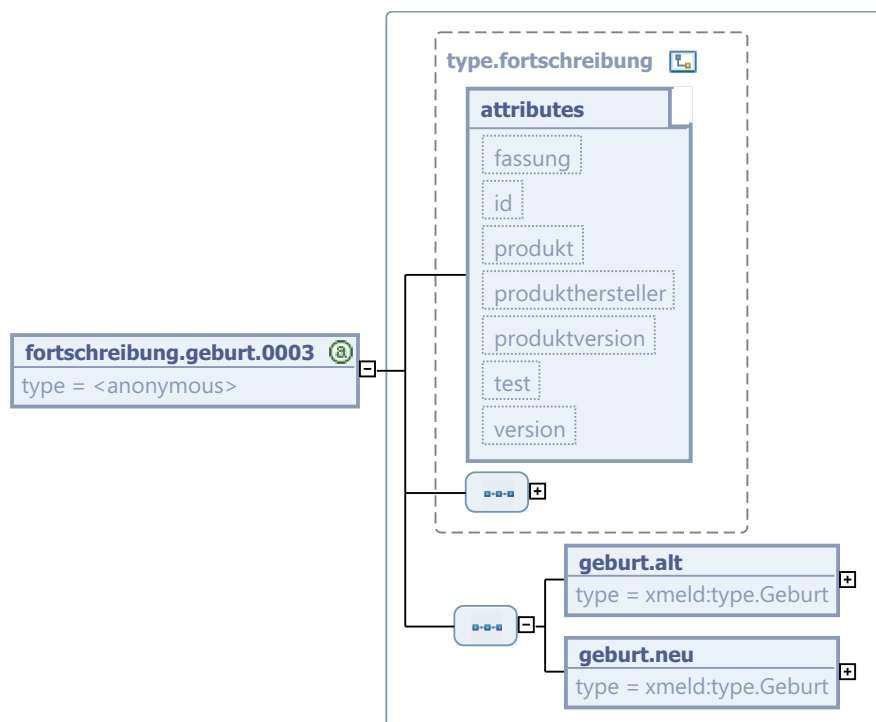 type.fortschreibung
attributes
fassung
id
produkt
produkthersteller
produktversion
test
version
fortschreibung.geburt.0003 @
type = <anonymous>
geburt.alt
type = xmeld:type.Geburt
geburt.neu
type = xmeld:type.Geburt